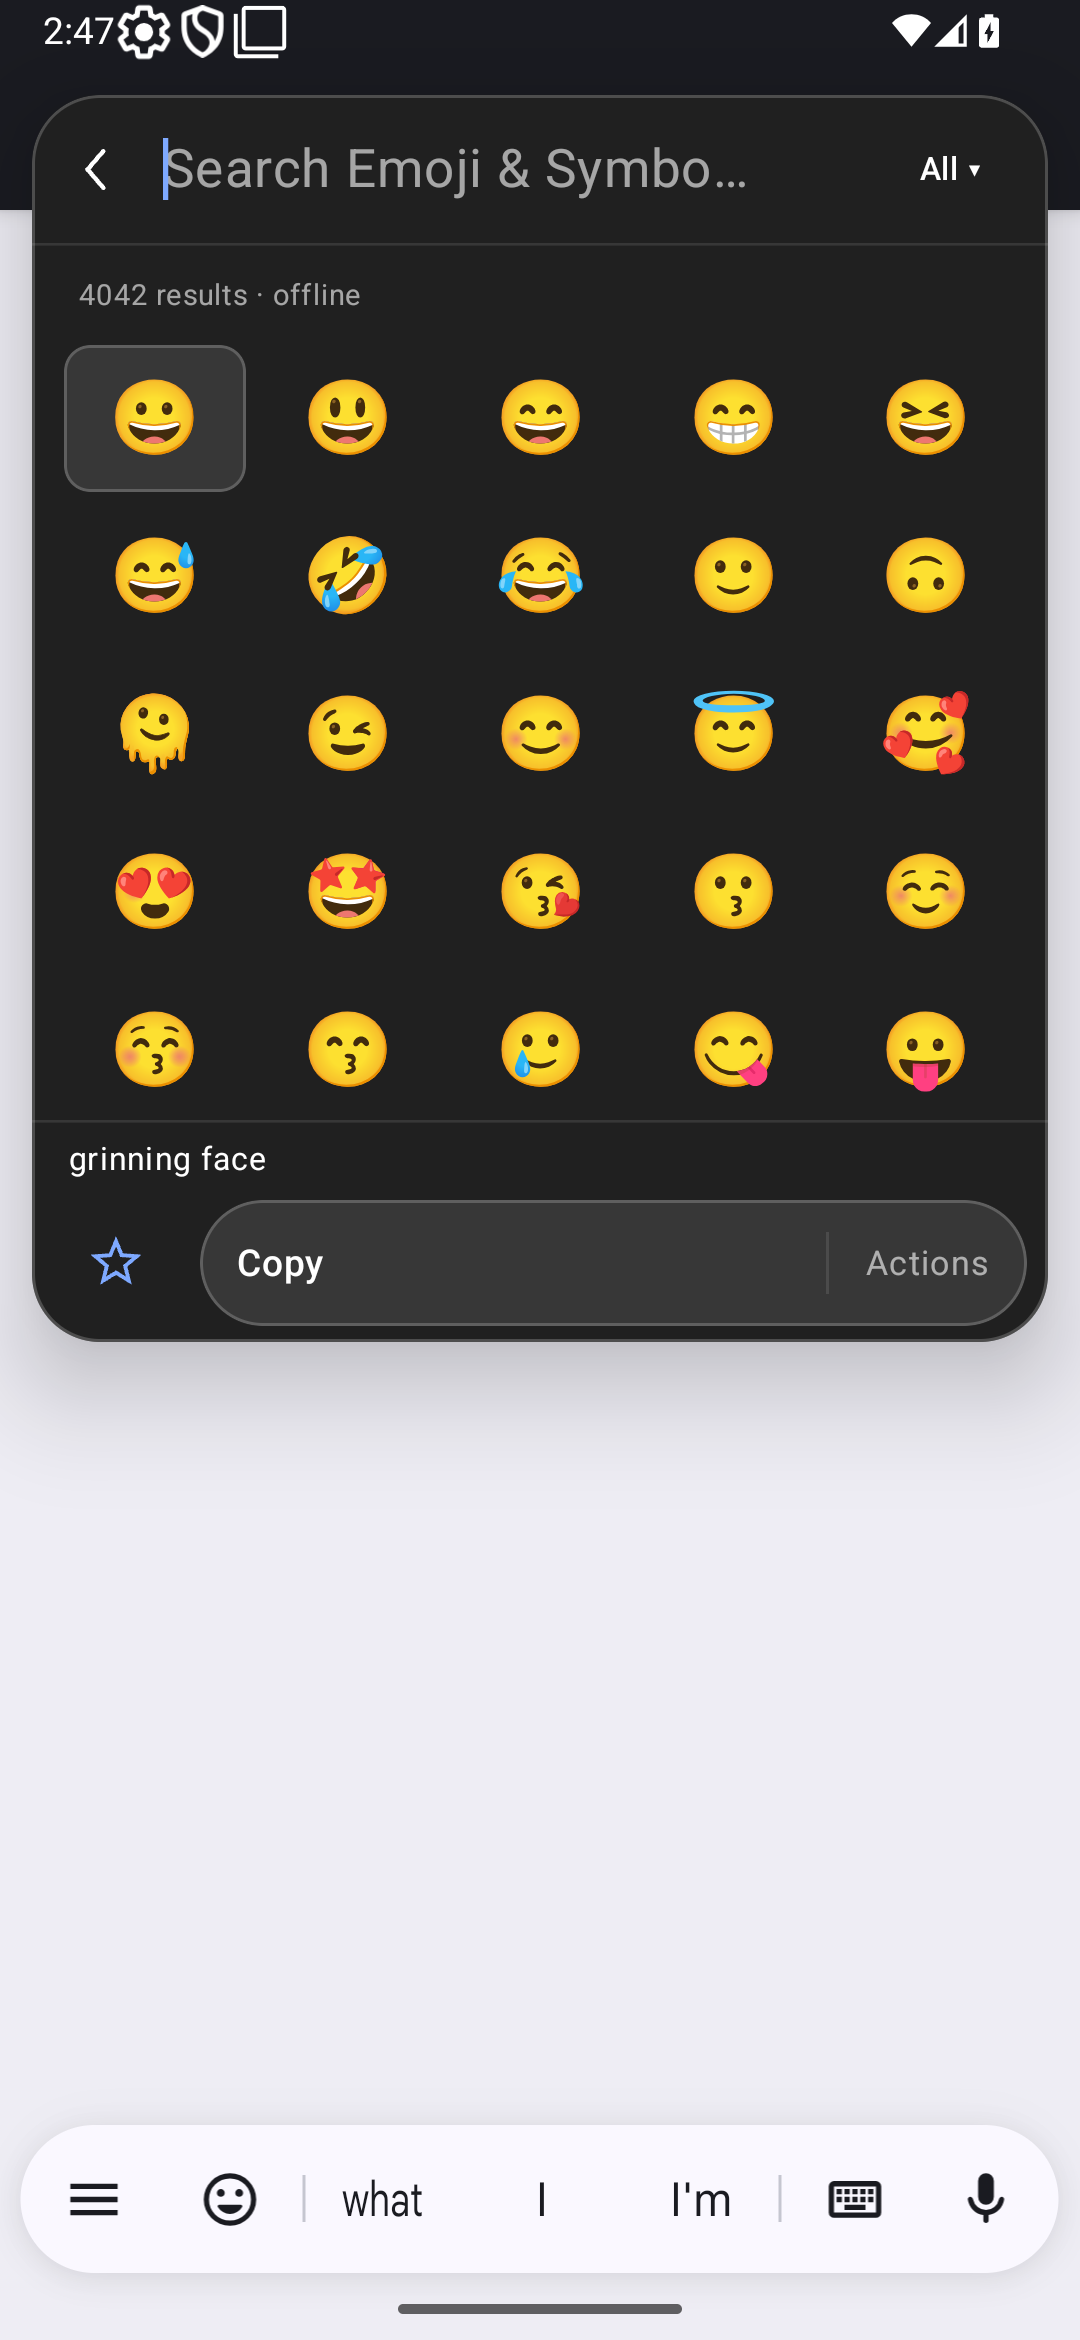 2:47
Search Emoji & Symbo…
All ▾
4042 results · offline
grinning face
Copy
Actions
what
I
I'm